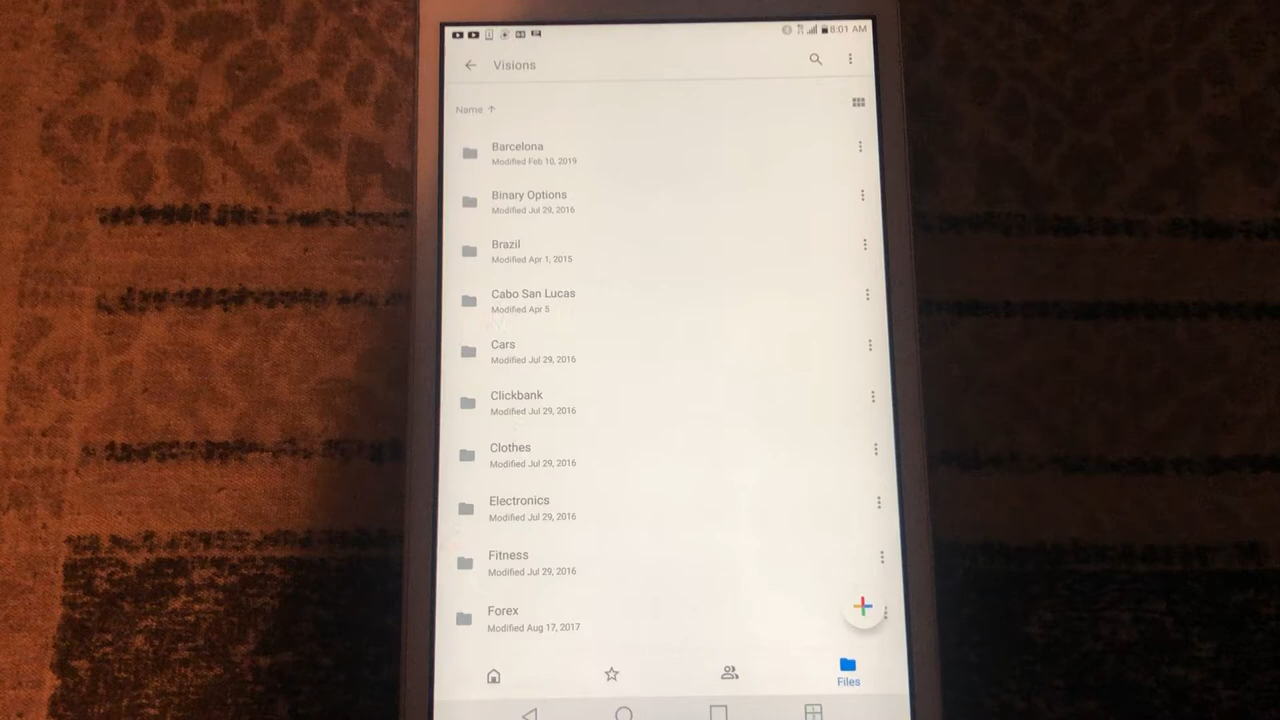 8:01 AM
Visions
Name
Barcelona
Modified Feb 10, 2019
Binary Options
Modified Jul 29, 2016
Brazil
Modified Apr 1, 2015
Cabo San Lucas
Modified Apr 5
Cars
Modified Jul 29, 2016
Clickbank
Modified Jul 29, 2016
Clothes
Modified Jul 29, 2016
Electronics
Modified Jul 29, 2016
Fitness
Modified Jul 29, 2016
Forex
Modified Aug 17, 2017
Files